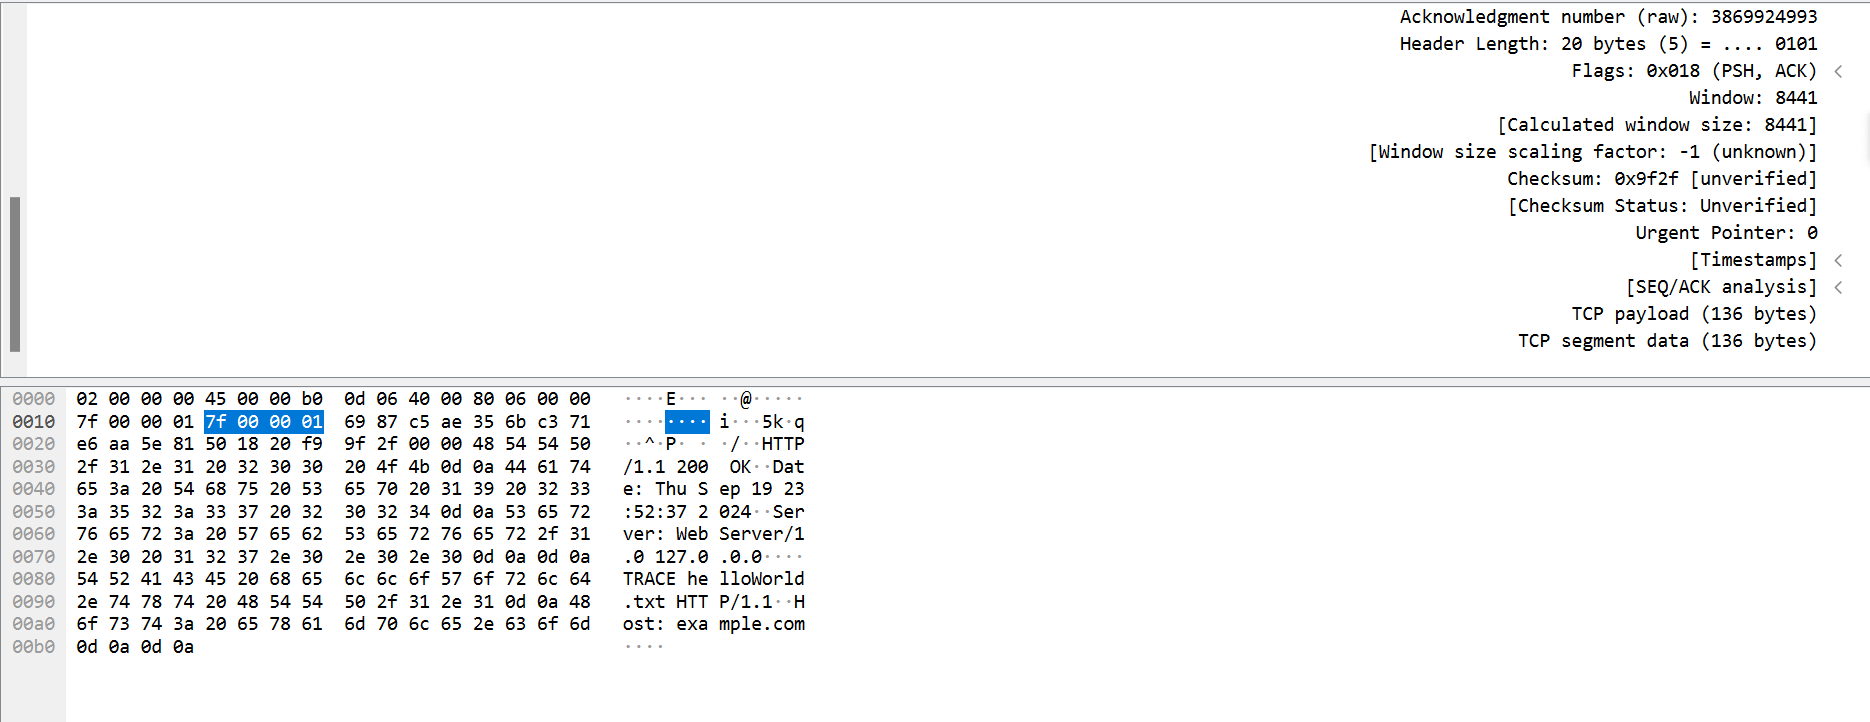 Acknowledgment number (raw): 3869924993
Header Length: 20 bytes (5) = .... 0101
Flags: 0x018 (PSH, ACK)
Window: 8441
[Calculated window size: 8441]
[Window size scaling factor: -1 (unknown)]
Checksum: 0x9f2f [unverified]
[Checksum Status: Unverified]
Urgent Pointer: 0
[Timestamps]
[SEQ/ACK analysis]
TCP payload (136 bytes)
TCP segment data (136 bytes)
0000 02 00 00 00 45 00 00 b0 0d 06 40 00 80 06 00 00 ····E··· ··@·····
0010 7f 00 00 01 7f 00 00 01 69 87 c5 ae 35 6b c3 71 ········ i···5k·q
0020 e6 aa 5e 81 50 18 20 f9 9f 2f 00 00 48 54 54 50 ··^·P· · ·/··HTTP
0030 2f 31 2e 31 20 32 30 30 20 4f 4b 0d 0a 44 61 74 /1.1 200 OK··Dat
0040 65 3a 20 54 68 75 20 53 65 70 20 31 39 20 32 33 e: Thu S ep 19 23
0050 3a 35 32 3a 33 37 20 32 30 32 34 0d 0a 53 65 72 :52:37 2 024··Ser
0060 76 65 72 3a 20 57 65 62 53 65 72 76 65 72 2f 31 ver: Web Server/1
0070 2e 30 20 31 32 37 2e 30 2e 30 2e 30 0d 0a 0d 0a .0 127.0 .0.0····
0080 54 52 41 43 45 20 68 65 6c 6c 6f 57 6f 72 6c 64 TRACE he lloWorld
0090 2e 74 78 74 20 48 54 54 50 2f 31 2e 31 0d 0a 48 .txt HTT P/1.1··H
00a0 6f 73 74 3a 20 65 78 61 6d 70 6c 65 2e 63 6f 6d ost: exa mple.com
00b0 0d 0a 0d 0a ····